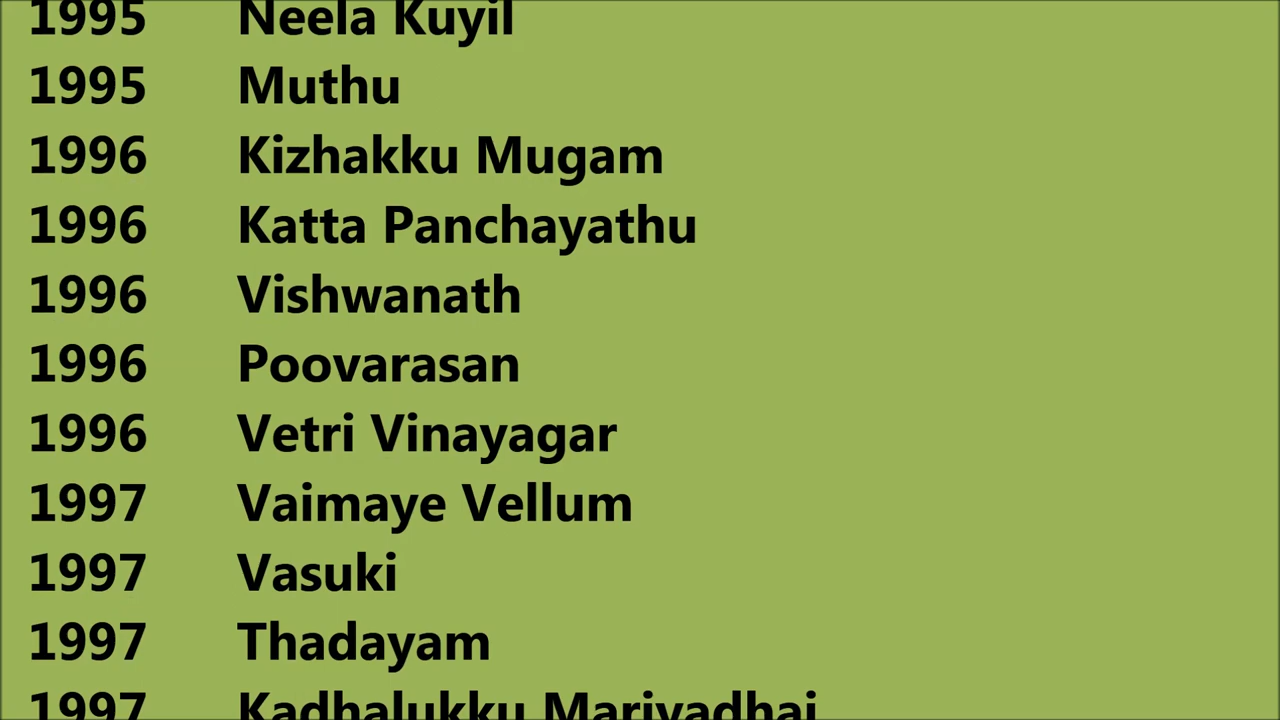 1995 Neela Kuyil
1995 Muthu
1996 Kizhakku Mugam
1996 Katta Panchayathu
1996 Vishwanath
1996 Poovarasan
1996 Vetri Vinayagar
1997 Vaimaye Vellum
1997 Vasuki
1997 Thadayam
1997 Kadhalukku Mariyadhai